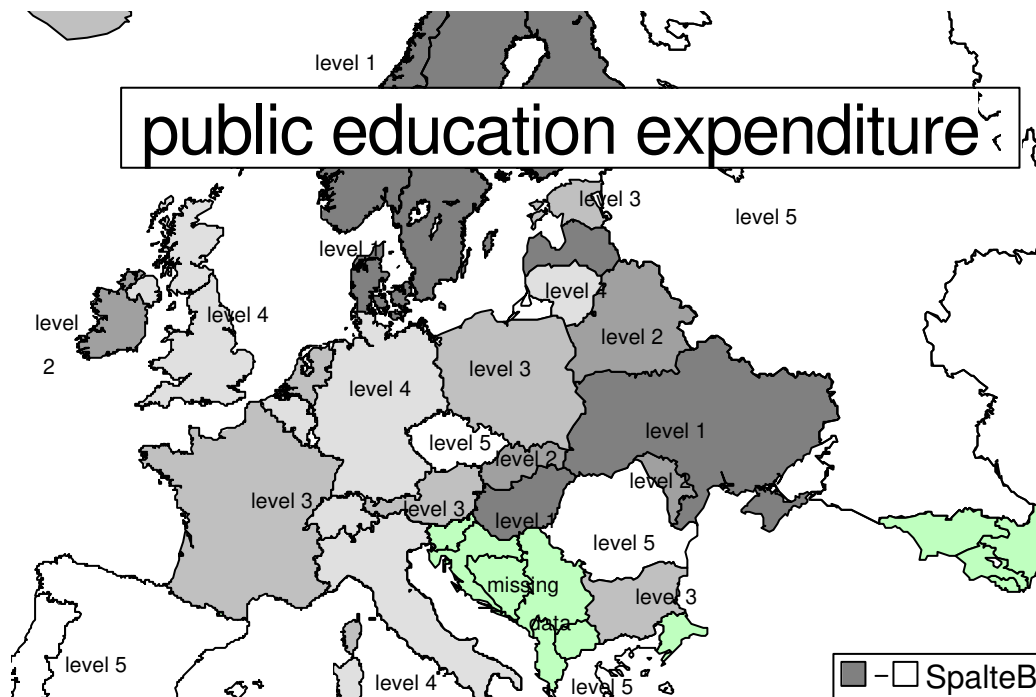 level 1
public education expenditure
level 3
level 5
level 1
level 4
level 4
level
2
level 2
level 3
level 4
level 1
level 5
level 2
level 2
level 3
level 3
level 1
level 5
missing
level 3
data
level 5
level 4
level 5
– SpalteB